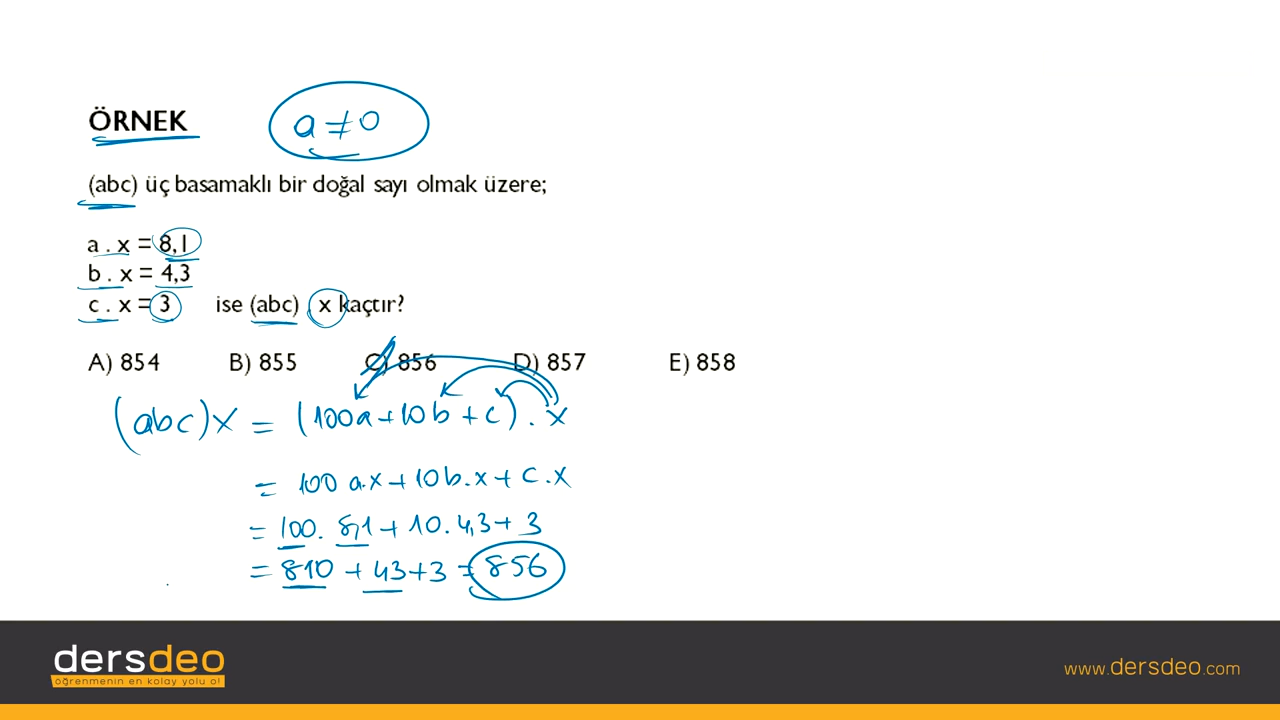 ÖRNEK
a ≠ 0
(abc) üç basamaklı bir doğal sayı olmak üzere;
a . x = 8,1
b . x = 4,3
c . x = 3 ise (abc) . x kaçtır?
A) 854 B) 855 C) 856 D) 857 E) 858
(abc)x = (100a+10b+c) . x
= 100 a.x+10b.x+ c.x
= 100. 8,1 + 10. 4,3+ 3
= 810 + 43+3 = 856
dersdeo
öğrenmenin en kolay yolu o!
www.dersdeo.com